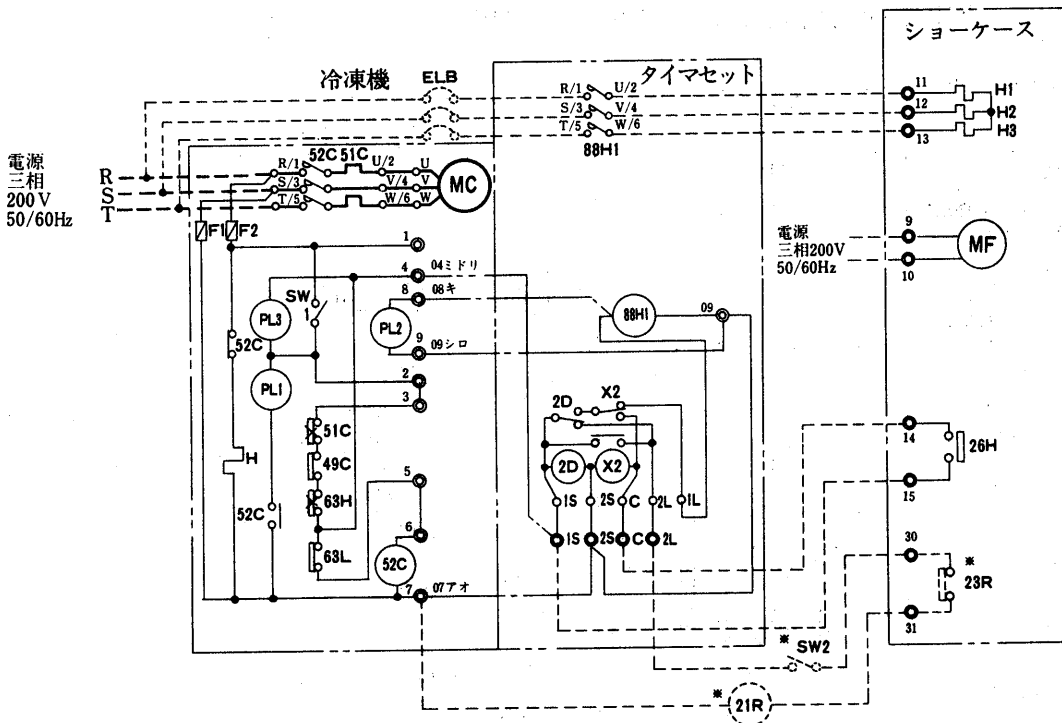 ショーケース
冷凍機 ELB タイマセット
R/1 U/2
S/3 V/4
T/5 W/6
88H1
11 H1
12 H2
13 H3
電源
三相
200V
50/60Hz
R
S
T
52C 51C
R/1 U/2 U
S/3 V/4 V
T/5 W/6 W
MC
F1 F2
電源
三相200V
50/60Hz
9
10
MF
1
4 04ミドリ
8 08キ
SW
1
PL3
PL2
88H1
09
52C
9 09シロ
PL1
2
3
2D X2
51C
49C
H
63H
5
2D X2
14
26H
15
1S 2S C 2L 1L
52C
6
63L
52C
1S 2S C 2L
7 07アオ
30
※
23R
31
※ SW2
※
21R